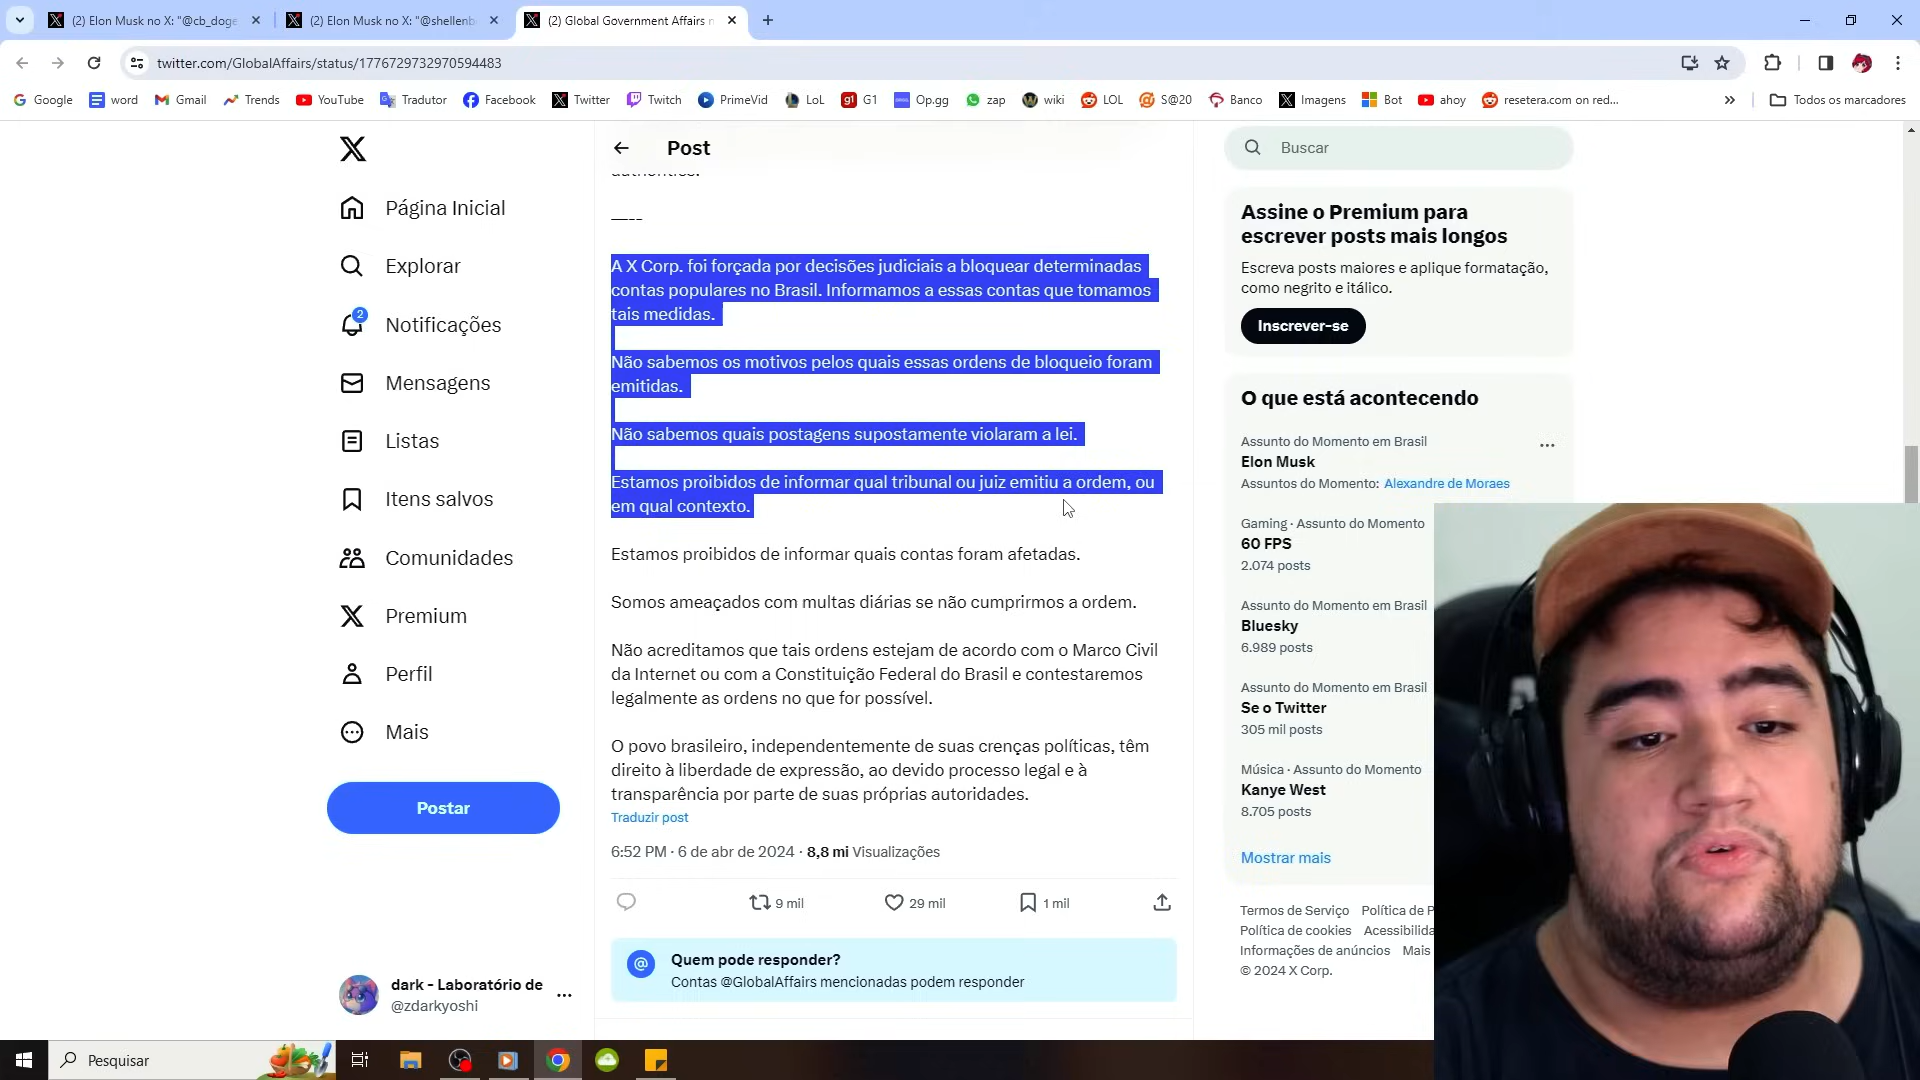 (2) Elon Musk no X: "@cb_doge
(2) Elon Musk no X: "@shellenb
(2) Global Government Affairs n
twitter.com/GlobalAffairs/status/1776729732970594483
Google
word
Gmail
Trends
YouTube
Tradutor
Facebook
Twitter
Twitch
PrimeVid
LoL
G1
Op.gg
zap
wiki
LOL
S@20
Banco
Imagens
Bot
ahoy
resetera.com on red...
Todos os marcadores
Página Inicial
Explorar
2
Notificações
Mensagens
Listas
Itens salvos
Comunidades
Premium
Perfil
Mais
Postar
dark - Laboratório de
@zdarkyoshi
Post
authorities.
—--
A X Corp. foi forçada por decisões judiciais a bloquear determinadas
contas populares no Brasil. Informamos a essas contas que tomamos
tais medidas.
Não sabemos os motivos pelos quais essas ordens de bloqueio foram
emitidas.
Não sabemos quais postagens supostamente violaram a lei.
Estamos proibidos de informar qual tribunal ou juiz emitiu a ordem, ou
em qual contexto.
Estamos proibidos de informar quais contas foram afetadas.
Somos ameaçados com multas diárias se não cumprirmos a ordem.
Não acreditamos que tais ordens estejam de acordo com o Marco Civil
da Internet ou com a Constituição Federal do Brasil e contestaremos
legalmente as ordens no que for possível.
O povo brasileiro, independentemente de suas crenças políticas, têm
direito à liberdade de expressão, ao devido processo legal e à
transparência por parte de suas próprias autoridades.
Traduzir post
6:52 PM · 6 de abr de 2024 · 8,8 mi Visualizações
9 mil
29 mil
1 mil
Quem pode responder?
Contas @GlobalAffairs mencionadas podem responder
Buscar
Assine o Premium para
escrever posts mais longos
Escreva posts maiores e aplique formatação,
como negrito e itálico.
Inscrever-se
O que está acontecendo
Assunto do Momento em Brasil
Elon Musk
Assuntos do Momento: Alexandre de Moraes
Gaming · Assunto do Momento
60 FPS
2.074 posts
Assunto do Momento em Brasil
Bluesky
6.989 posts
Assunto do Momento em Brasil
Se o Twitter
305 mil posts
Música · Assunto do Momento
Kanye West
8.705 posts
Mostrar mais
Termos de Serviço Política de P
Política de cookies Acessibilida
Informações de anúncios Mais
© 2024 X Corp.
Pesquisar